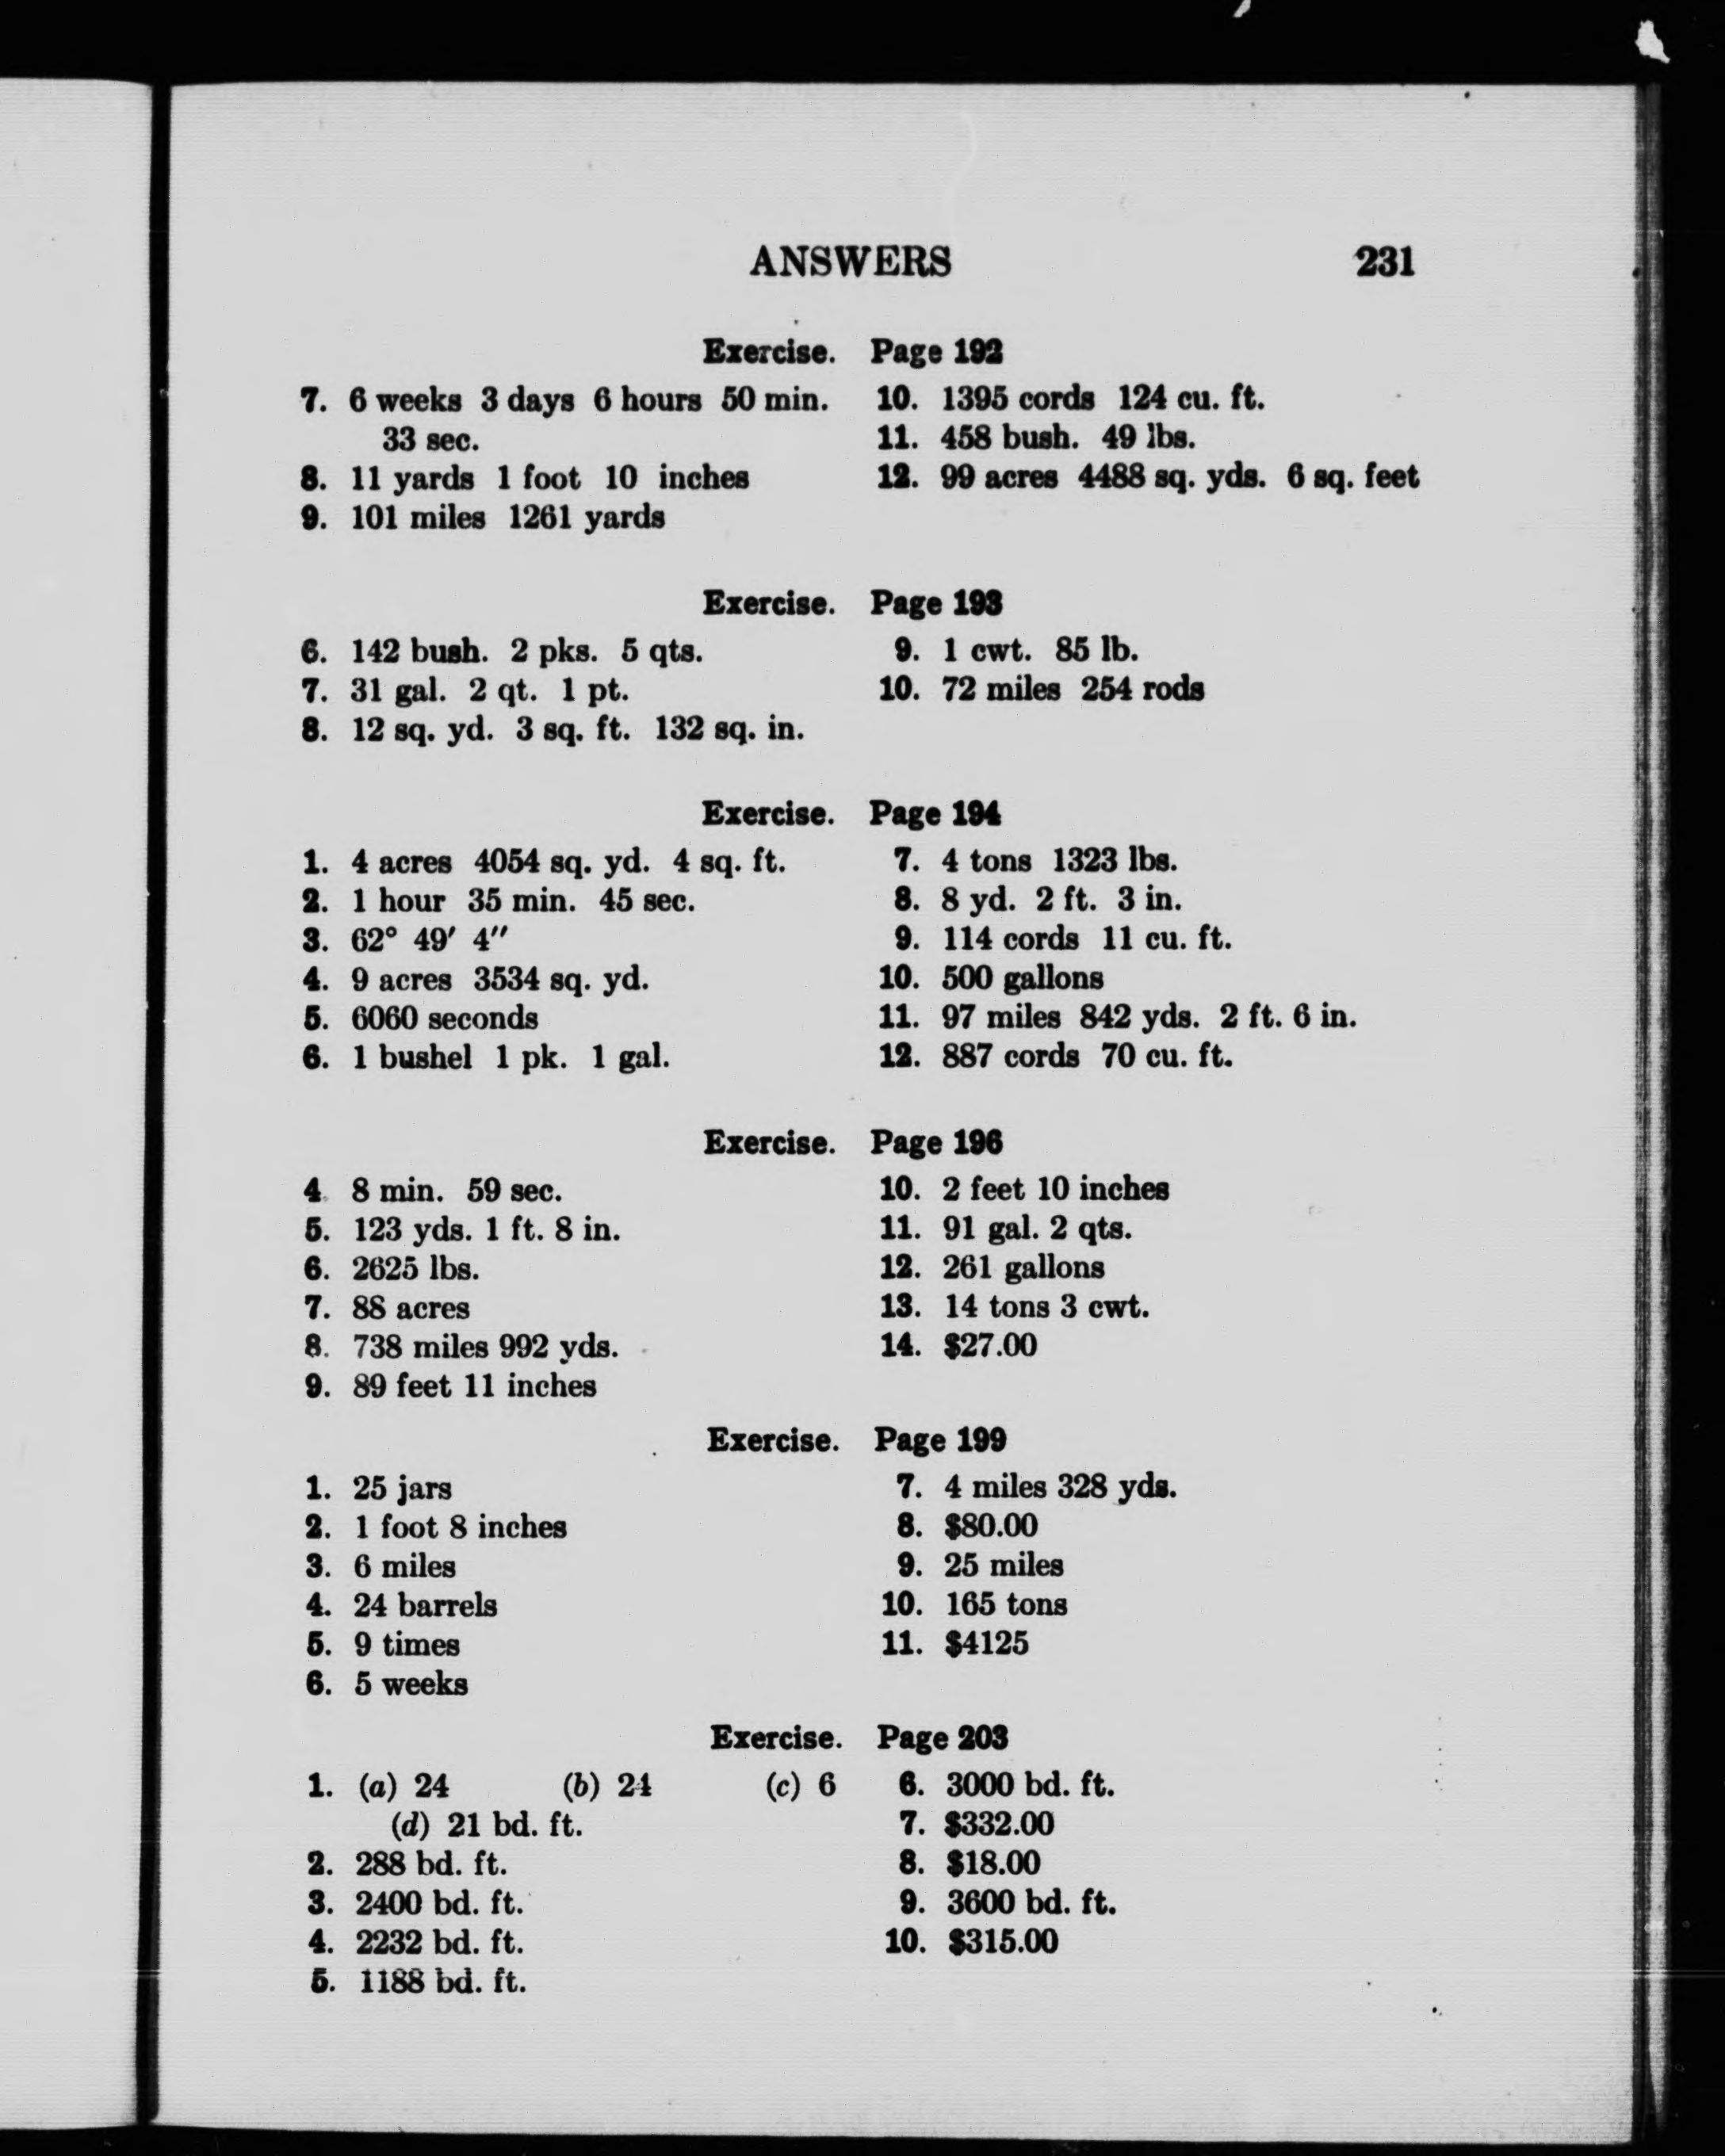 ANSWERS 231
Exercise. Page 192
7. 6 weeks 3 days 6 hours 50 min.
33 sec.
8. 11 yards 1 foot 10 inches
9. 101 miles 1261 yards
10. 1395 cords 124 cu. ft.
11. 458 bush. 49 lbs.
12. 99 acres 4488 sq. yds. 6 sq. feet
Exercise. Page 193
6. 142 bush. 2 pks. 5 qts.
7. 31 gal. 2 qt. 1 pt.
8. 12 sq. yd. 3 sq. ft. 132 sq. in.
9. 1 cwt. 85 lb.
10. 72 miles 254 rods
Exercise. Page 194
1. 4 acres 4054 sq. yd. 4 sq. ft.
2. 1 hour 35 min. 45 sec.
3. 62° 49′ 4″
4. 9 acres 3534 sq. yd.
5. 6060 seconds
6. 1 bushel 1 pk. 1 gal.
7. 4 tons 1323 lbs.
8. 8 yd. 2 ft. 3 in.
9. 114 cords 11 cu. ft.
10. 500 gallons
11. 97 miles 842 yds. 2 ft. 6 in.
12. 887 cords 70 cu. ft.
Exercise. Page 196
4. 8 min. 59 sec.
5. 123 yds. 1 ft. 8 in.
6. 2625 lbs.
7. 88 acres
8. 738 miles 992 yds.
9. 89 feet 11 inches
10. 2 feet 10 inches
11. 91 gal. 2 qts.
12. 261 gallons
13. 14 tons 3 cwt.
14. $27.00
Exercise. Page 199
1. 25 jars
2. 1 foot 8 inches
3. 6 miles
4. 24 barrels
5. 9 times
6. 5 weeks
7. 4 miles 328 yds.
8. $80.00
9. 25 miles
10. 165 tons
11. $4125
Exercise. Page 203
1. (a) 24 (b) 24 (c) 6
(d) 21 bd. ft.
2. 288 bd. ft.
3. 2400 bd. ft.
4. 2232 bd. ft.
5. 1188 bd. ft.
6. 3000 bd. ft.
7. $332.00
8. $18.00
9. 3600 bd. ft.
10. $315.00